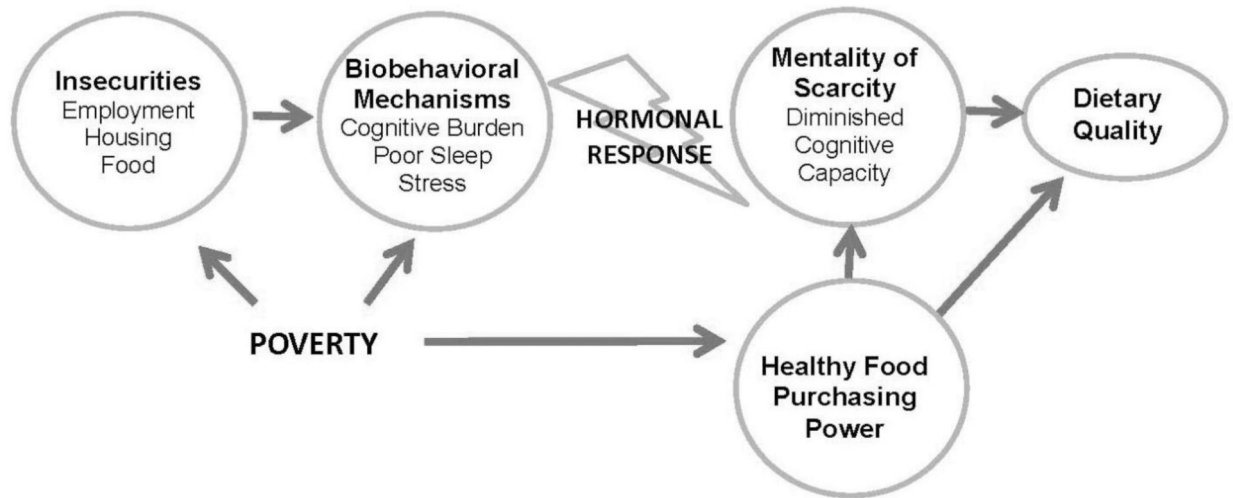 Insecurities
Employment
Housing
Food
Biobehavioral
Mechanisms
Cognitive Burden
Poor Sleep
Stress
HORMONAL
RESPONSE
Mentality of
Scarcity
Diminished
Cognitive
Capacity
Dietary
Quality
POVERTY
Healthy Food
Purchasing
Power